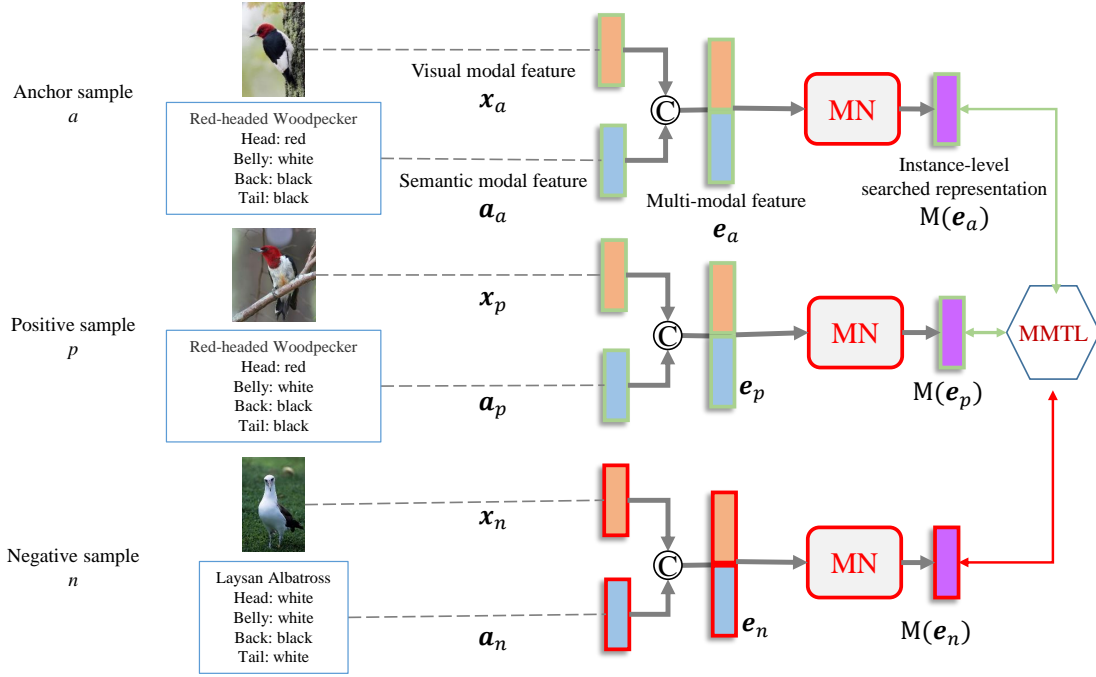 Anchor sample
a
Red-headed Woodpecker
Head: red
Belly: white
Back: black
Tail: black
Visual modal feature
x_a
Semantic modal feature
a_a
C
Multi-modal feature
e_a
MN
Instance-level
searched representation
M(e_a)
Positive sample
p
Red-headed Woodpecker
Head: red
Belly: white
Back: black
Tail: black
x_p
a_p
C
e_p
MN
M(e_p)
MMTL
Negative sample
n
Laysan Albatross
Head: white
Belly: white
Back: black
Tail: white
x_n
a_n
C
e_n
MN
M(e_n)